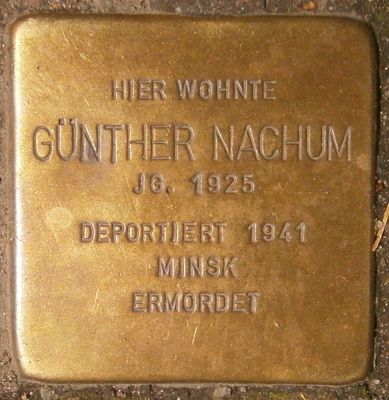 HIER WOHNTE
GÜNTHER NACHUM
JG. 1925
DEPORTIERT 1941
MINSK
ERMORDET